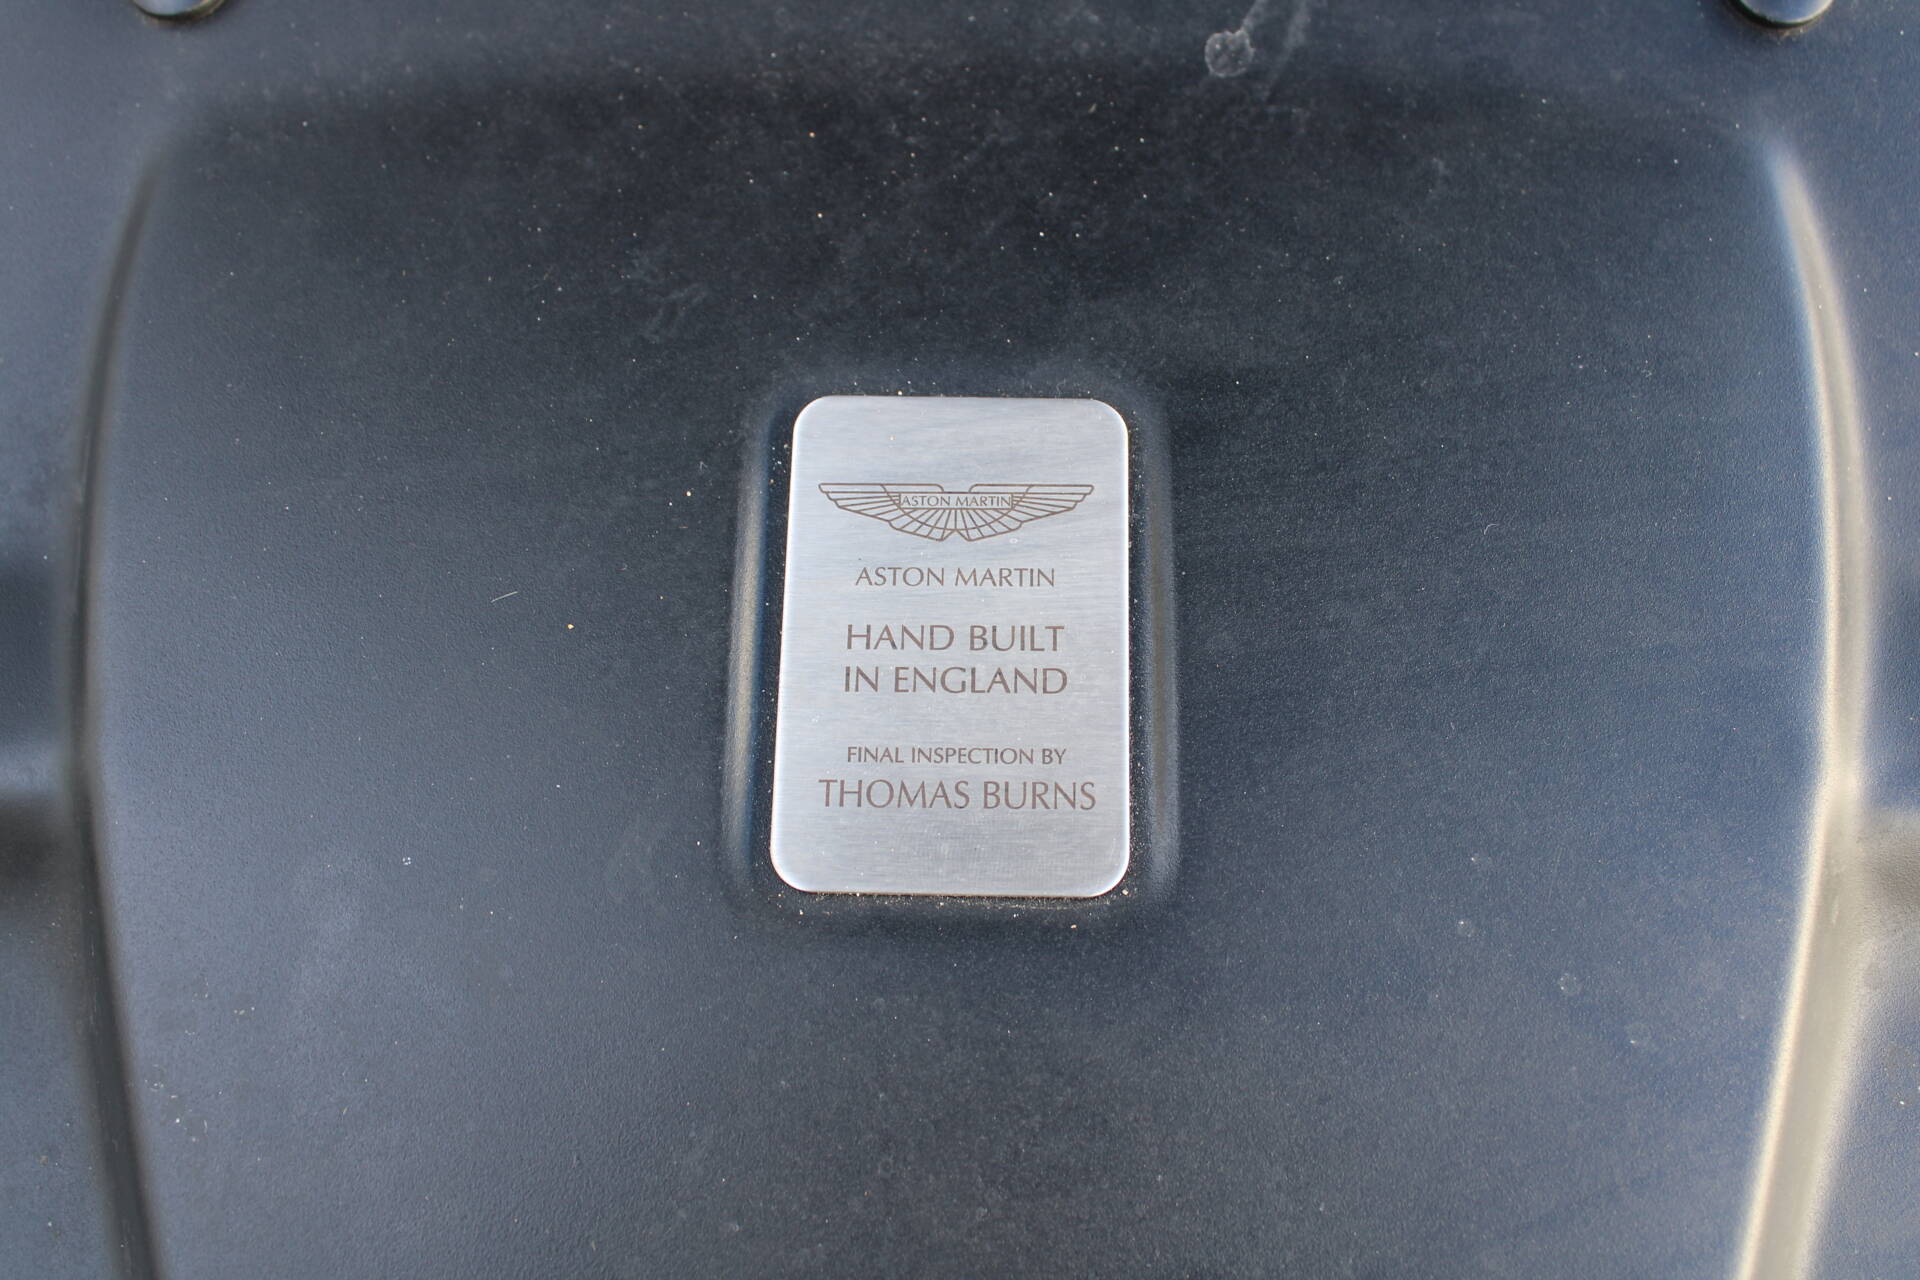 ASTON MARTIN
ASTON MARTIN
HAND BUILT
IN ENGLAND
FINAL INSPECTION BY
THOMAS BURNS